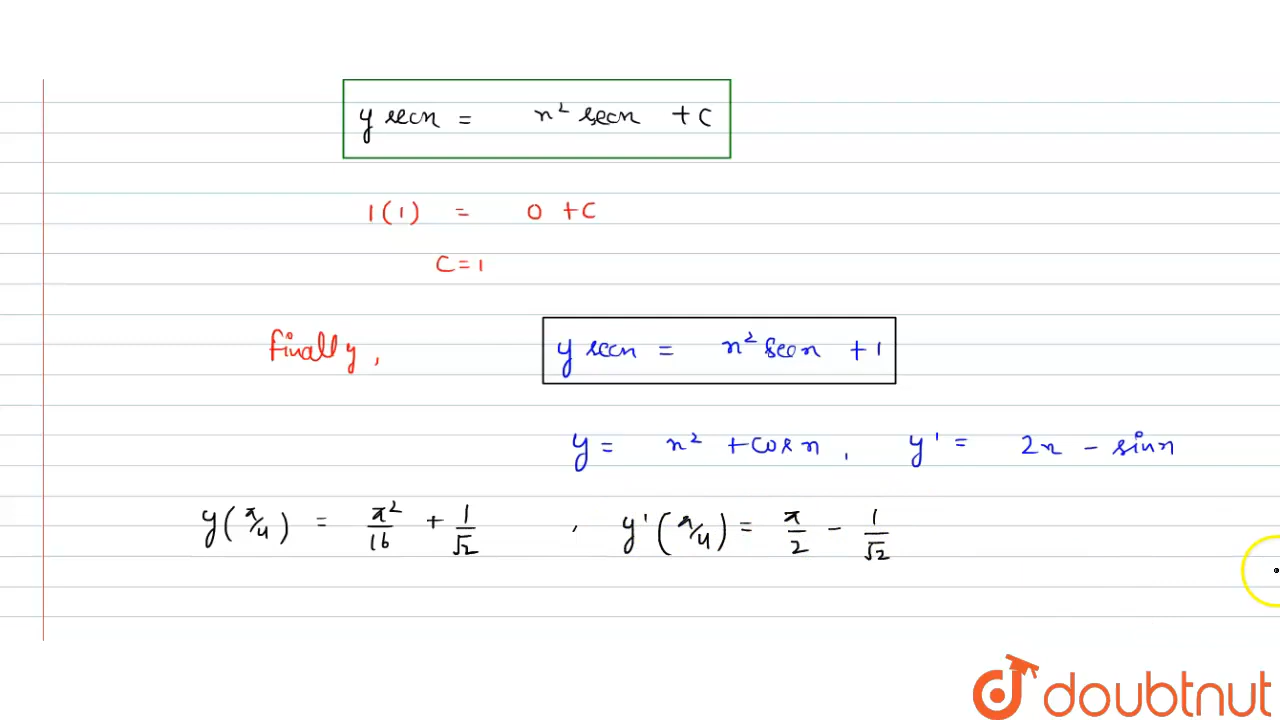 y secx = x² secx + C
1(1) = 0 + C
C = 1
Finally, y secx = x² secx + 1
y = x² + cosx, y' = 2x - sinx
y(π/4) = π²/16 + 1/√2, y'(π/4) = π/2 - 1/√2
doubtnut